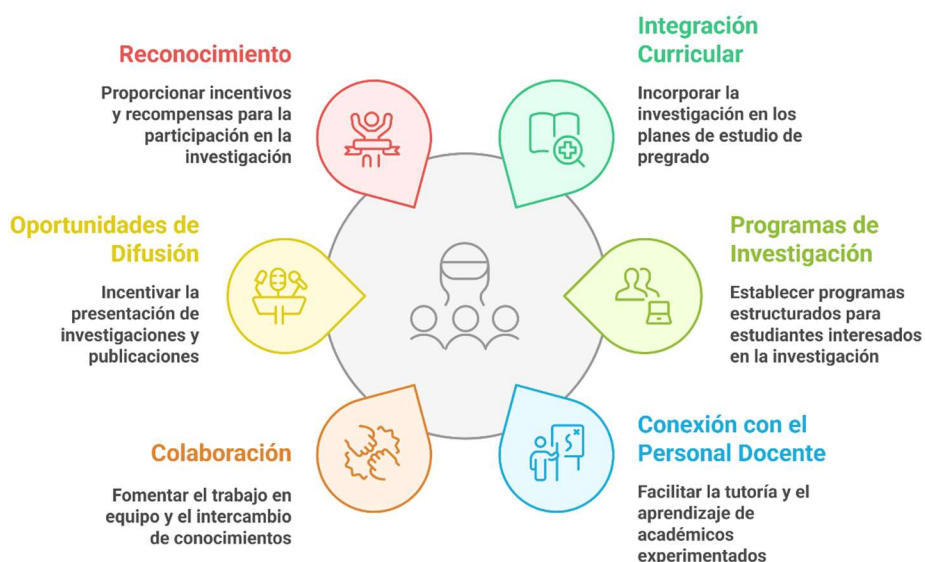 Reconocimiento
Proporcionar incentivos
y recompensas para la
participación en la
investigación
Integración
Curricular
Incorporar la
investigación en los
planes de estudio de
pregrado
Oportunidades de
Difusión
Incentivar la
presentación de
investigaciones y
publicaciones
Programas de
Investigación
Establecer programas
estructurados para
estudiantes interesados
en la investigación
Colaboración
Fomentar el trabajo en
equipo y el intercambio
de conocimientos
Conexión con el
Personal Docente
Facilitar la tutoría y el
aprendizaje de
académicos
experimentados